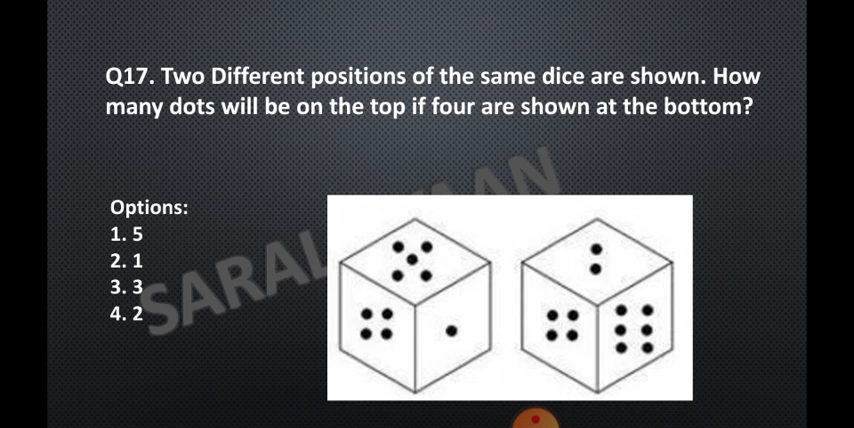 Q17. Two Different positions of the same dice are shown. How
many dots will be on the top if four are shown at the bottom?
Options:
1. 5
2. 1
3. 3
4. 2